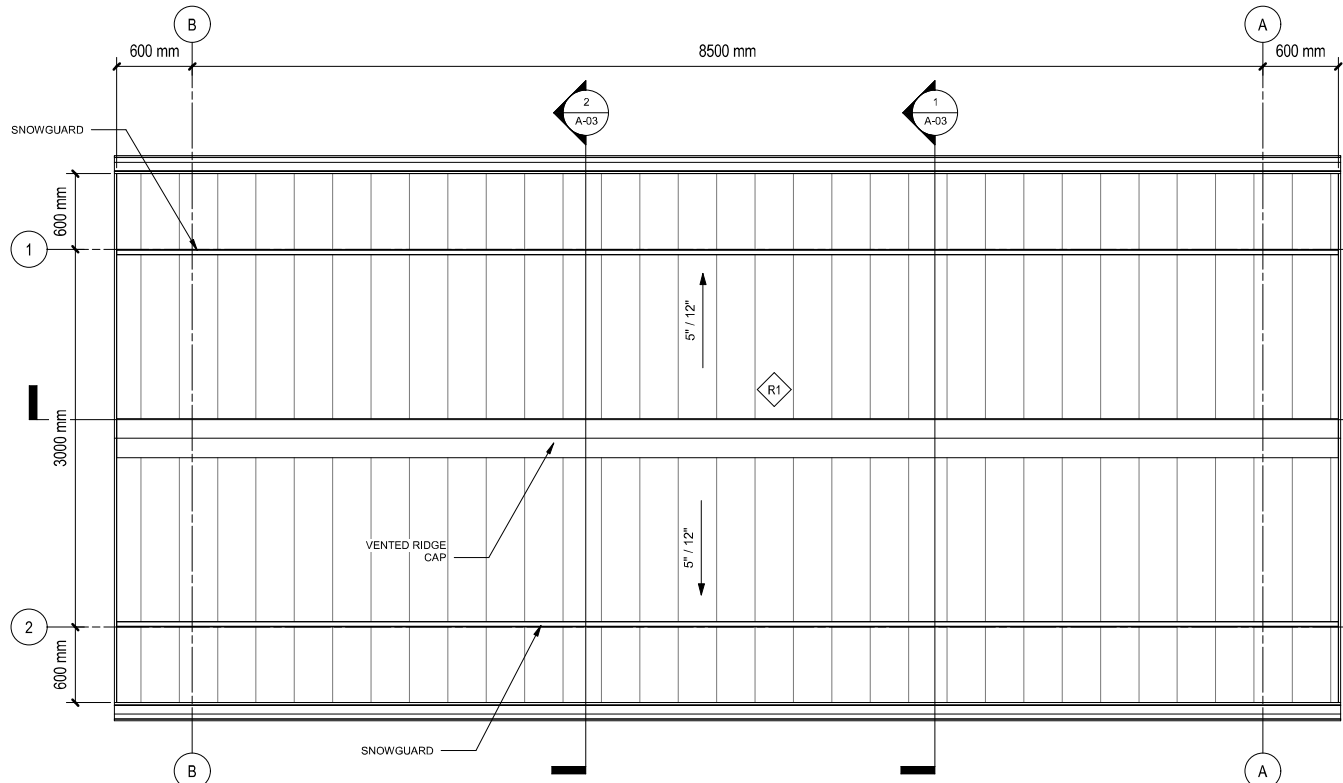 B
A
600 mm
8500 mm
600 mm
2
A-03
1
A-03
SNOWGUARD
600 mm
1
5" / 12"
R1
3000 mm
VENTED RIDGE
CAP
5" / 12"
2
600 mm
SNOWGUARD
B
A